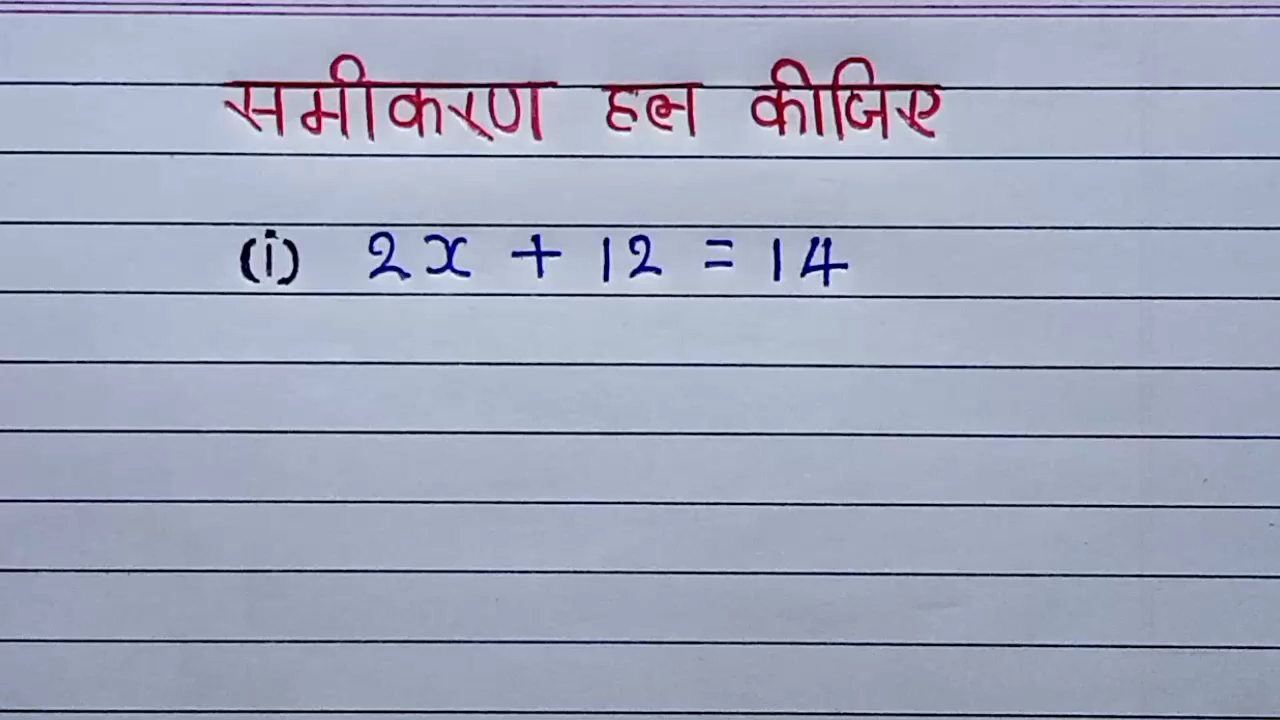 समीकरण हल कीजिए
(i) 2x + 12 = 14